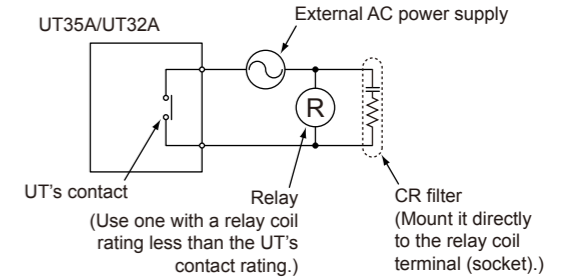 External AC power supply
UT35A/UT32A
R
UT's contact
Relay
(Use one with a relay coil
rating less than the UT's
contact rating.)
CR filter
(Mount it directly
to the relay coil
terminal (socket).)